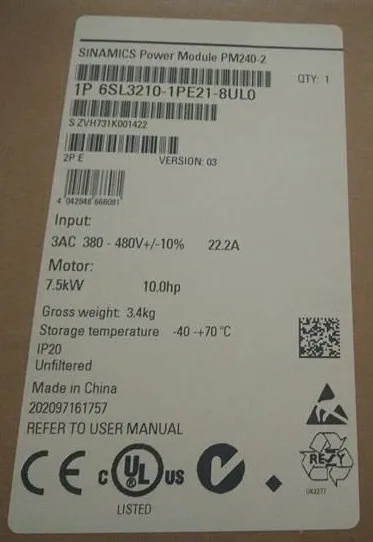 SINAMICS Power Module PM240-2
QTY: 1
1P 6SL3210-1PE21-8UL0
S ZVH731K001422
2P E VERSION: 03
4 042948 666081
Input:
3AC 380 - 480V+/-10% 22.2A
Motor:
7.5kW 10.0hp
Gross weight: 3.4kg
Storage temperature -40 -+70 °C
IP20
Unfiltered
Made in China
202097161757
REFER TO USER MANUAL
CE C UL US
LISTED
RESY